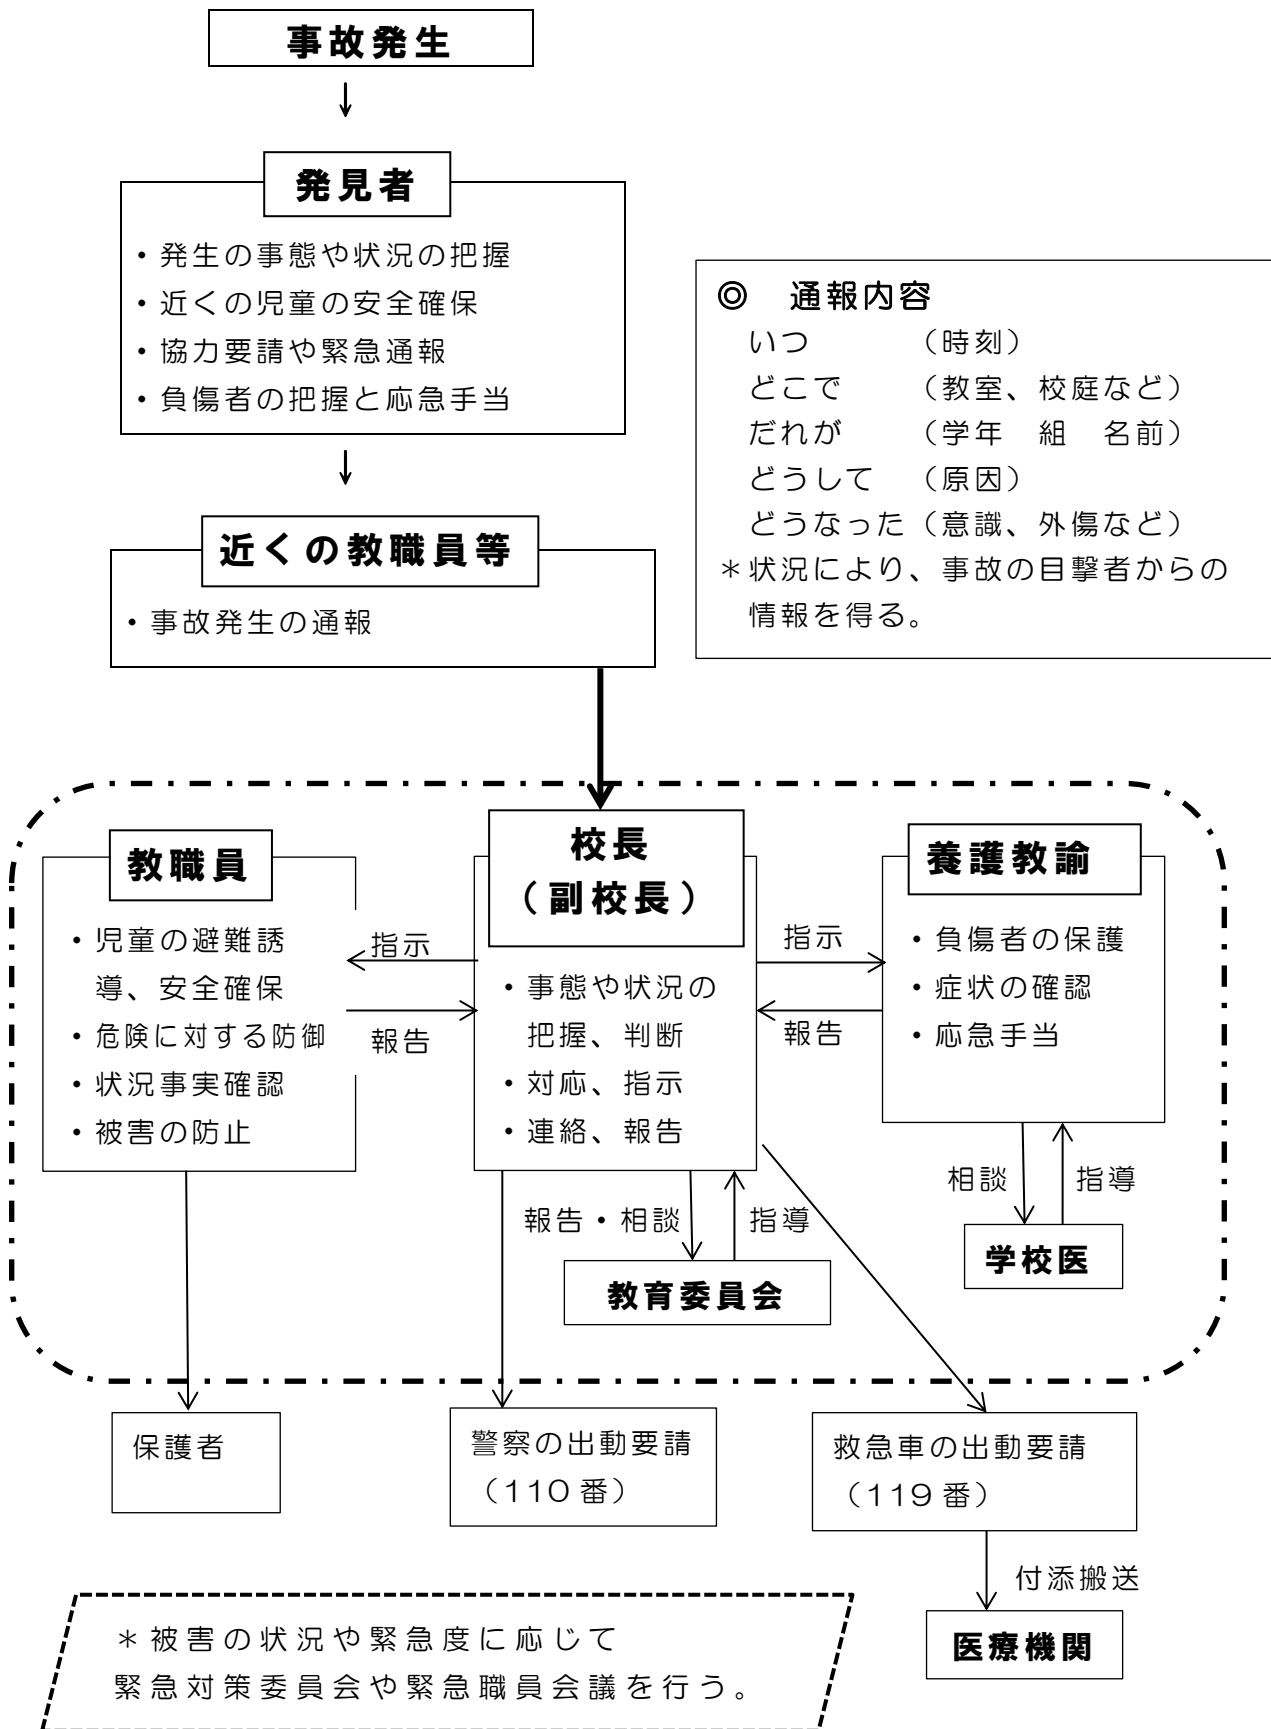 事故発生
発見者
・発生の事態や状況の把握
・近くの児童の安全確保
・協力要請や緊急通報
・負傷者の把握と応急手当
◎　通報内容
いつ　　　（時刻）
どこで　　（教室、校庭など）
だれが　　（学年　組　名前）
どうして　（原因）
どうなった（意識、外傷など）
＊状況により、事故の目撃者からの
情報を得る。
近くの教職員等
・事故発生の通報
教職員
・児童の避難誘
導、安全確保
・危険に対する防御
・状況事実確認
・被害の防止
指示
報告
校長
（副校長）
・事態や状況の
把握、判断
・対応、指示
・連絡、報告
指示
報告
養護教諭
・負傷者の保護
・症状の確認
・応急手当
報告・相談
指導
教育委員会
相談
指導
学校医
保護者
警察の出動要請
（110番）
救急車の出動要請
（119番）
付添搬送
医療機関
＊被害の状況や緊急度に応じて
緊急対策委員会や緊急職員会議を行う。